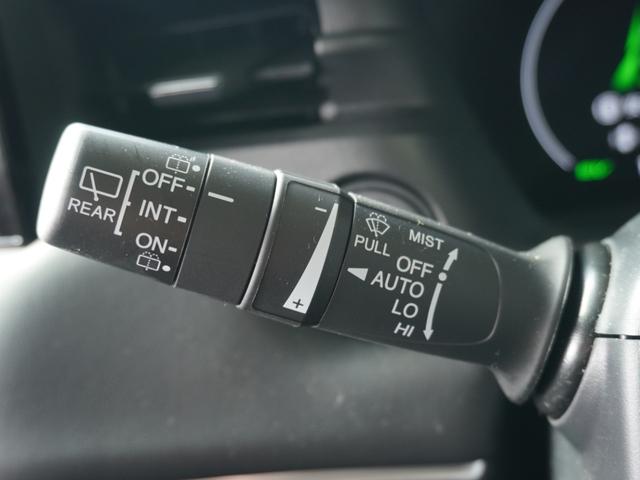 REAR
OFF
INT
ON
−
+
PULL
MIST
OFF
AUTO
LO
HI